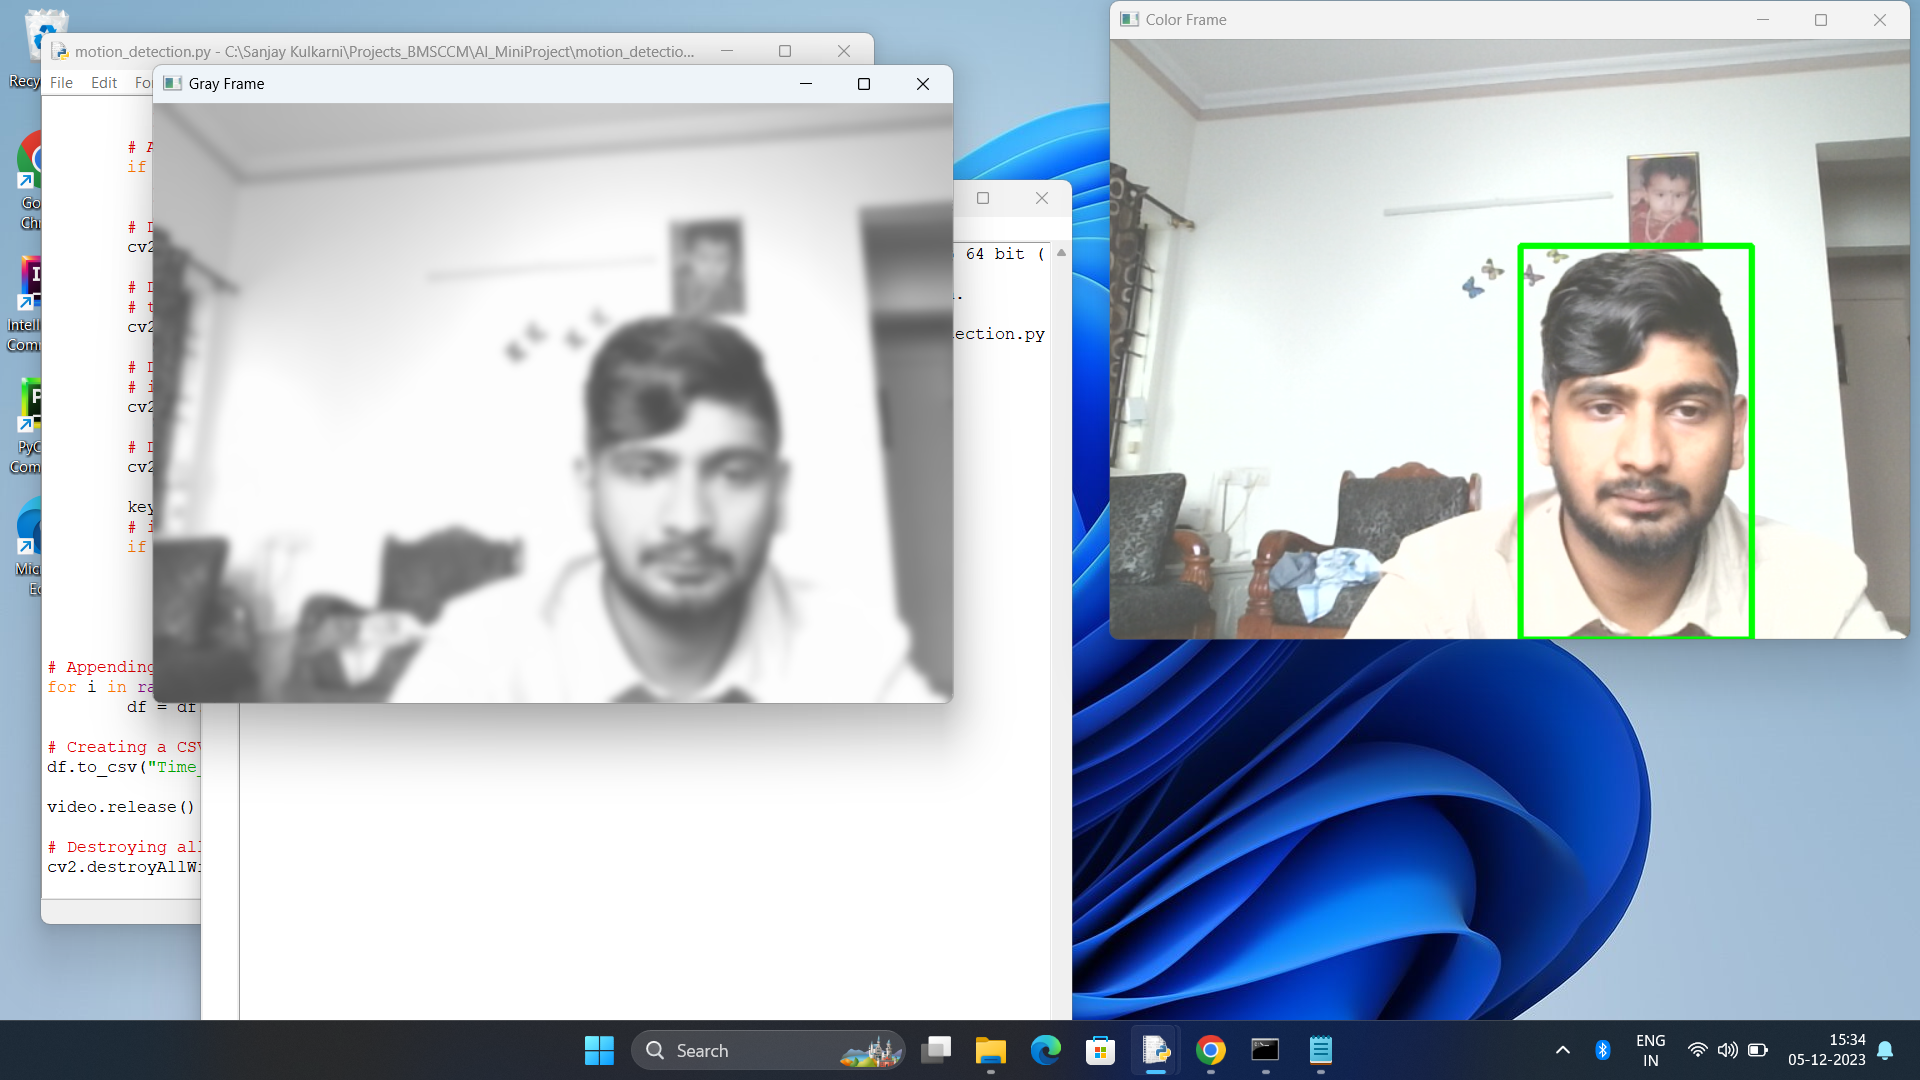 Recy
motion_detection.py - C:\Sanjay Kulkarni\Projects_BMSCCM\AI_MiniProject\motion_detectio...
File Edit Fo
Gray Frame
Color Frame
# A
if
# D
cv2
# D
# t
cv2
# D
# i
cv2
# D
cv2
key
# i
if
# Appending
for i in ra
df = df
# Creating a CSV
df.to_csv("Time_
video.release()
# Destroying all
cv2.destroyAllWi
64 bit (
.
ection.py
Go
Ch
Intell
Com
PyC
Com
Mic
Ed
Search
ENG
IN
15:34
05-12-2023